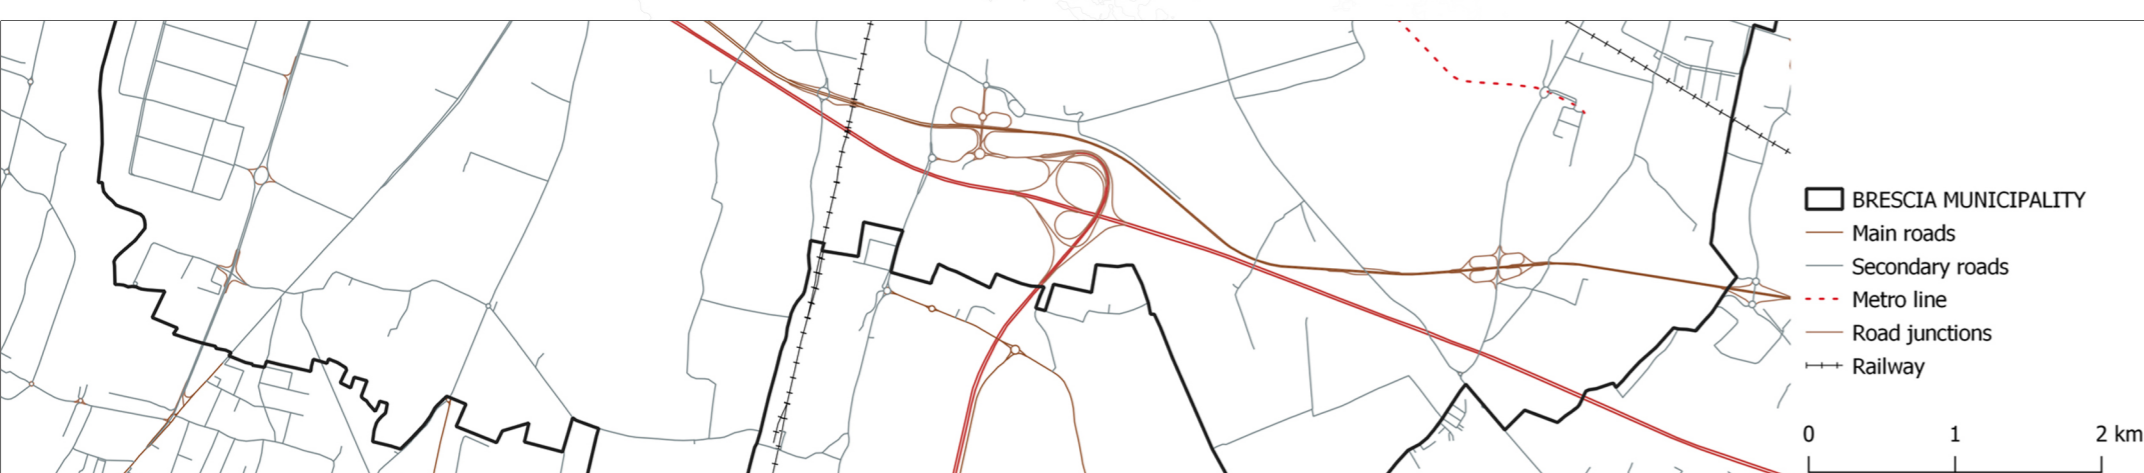 BRESCIA MUNICIPALITY
Main roads
Secondary roads
Metro line
Road junctions
Railway
0 1 2 km